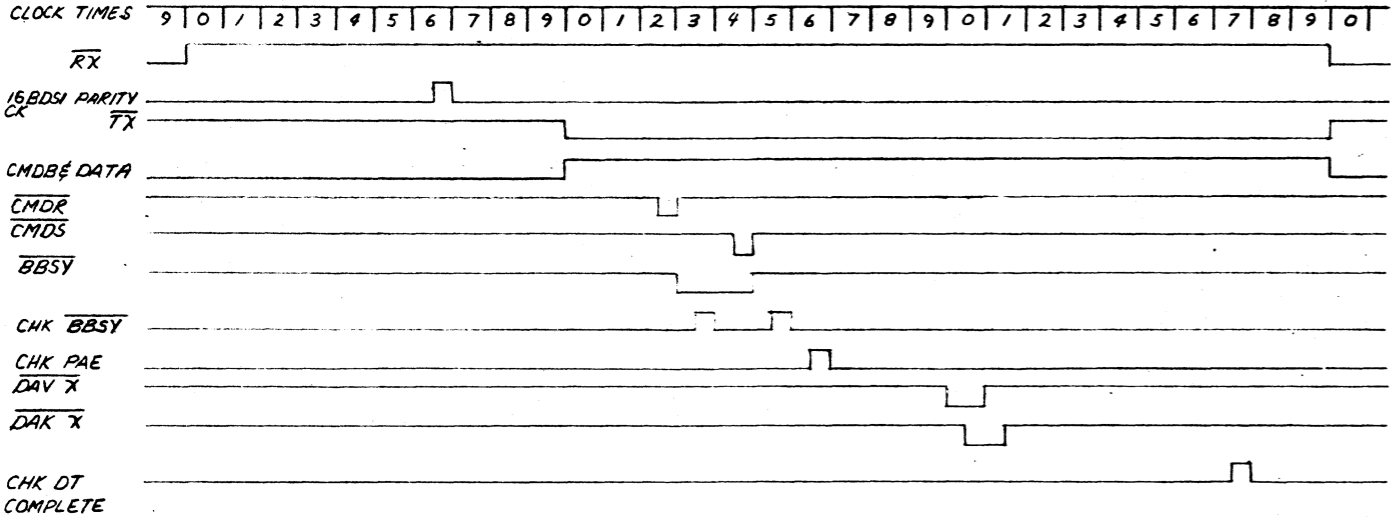 CLOCK TIMES 9 0 1 2 3 4 5 6 7 8 9 0 1 2 3 4 5 6 7 8 9 0 1 2 3 4 5 6 7 8 9 0
RX
16BDSI PARITY
CK
TX
CMDB& DATA
CMDR
CMDS
BBSY
CHK BBSY
CHK PAE
DAV X
DAK X
CHK DT
COMPLETE